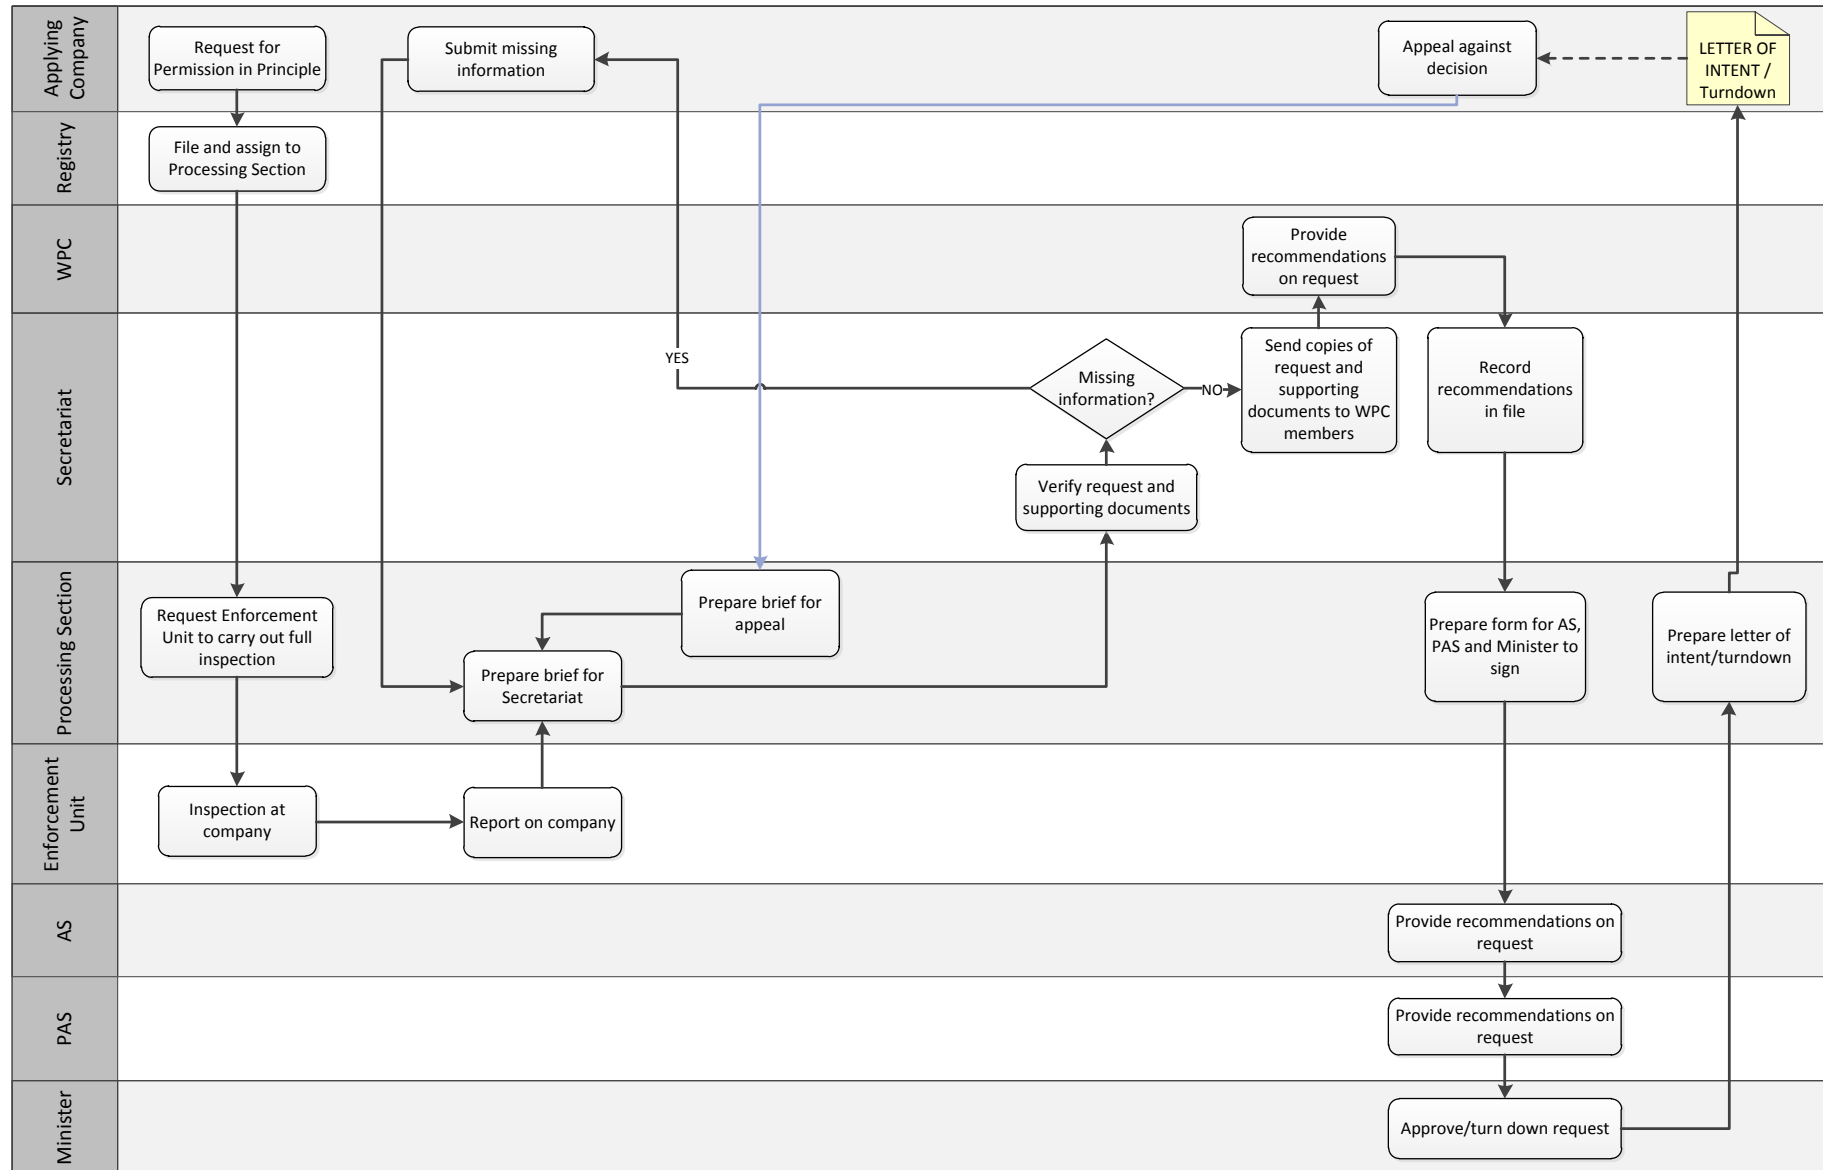 Applying
Company
Request for
Permission in Principle
Submit missing
information
Appeal against
decision
LETTER OF
INTENT /
Turndown
Registry
File and assign to
Processing Section
WPC
Provide
recommendations
on request
Secretariat
YES
Missing
information?
NO
Send copies of
request and
supporting
documents to WPC
members
Record
recommendations
in file
Verify request and
supporting documents
Processing Section
Request Enforcement
Unit to carry out full
inspection
Prepare brief for
appeal
Prepare brief for
Secretariat
Prepare form for AS,
PAS and Minister to
sign
Prepare letter of
intent/turndown
Enforcement
Unit
Inspection at
company
Report on company
AS
Provide recommendations on
request
PAS
Provide recommendations on
request
Minister
Approve/turn down request